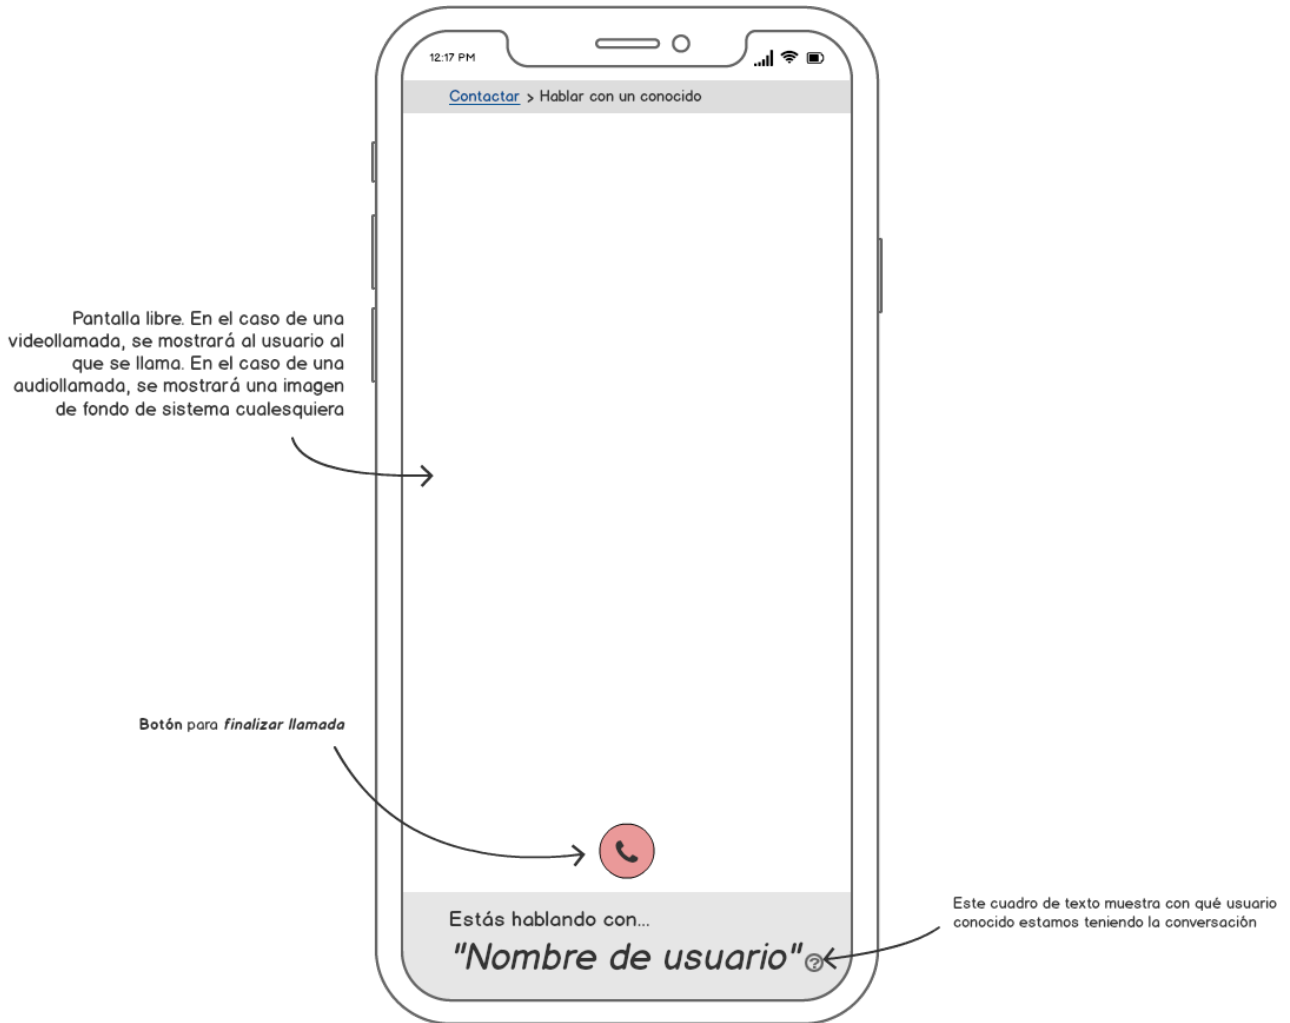 12:17 PM
Contactar > Hablar con un conocido
Pantalla libre. En el caso de una
videollamada, se mostrará al usuario al
que se llama. En el caso de una
audiollamada, se mostrará una imagen
de fondo de sistema cualesquiera
Botón para finalizar llamada
Estás hablando con...
"Nombre de usuario" ?
Este cuadro de texto muestra con qué usuario
conocido estamos teniendo la conversación